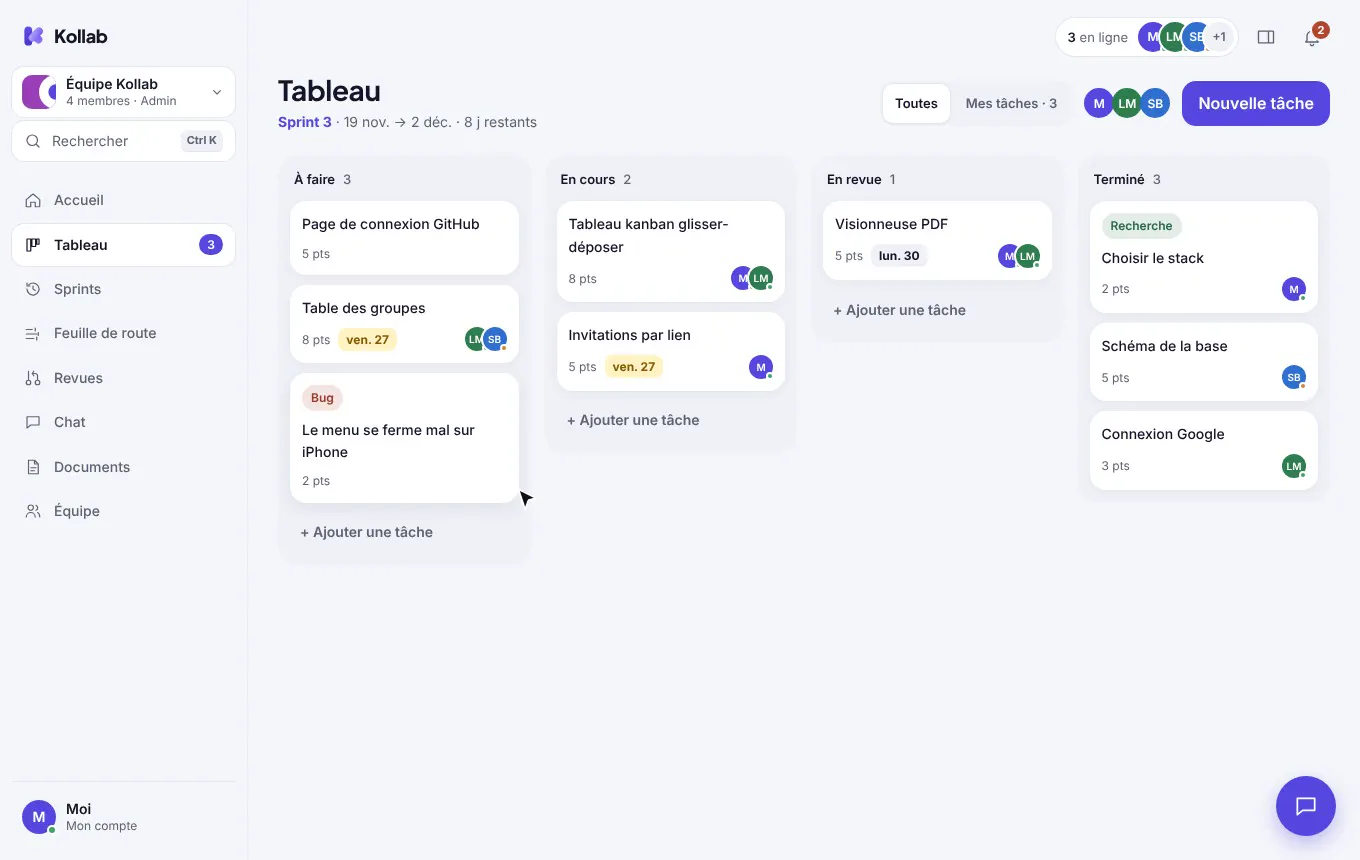 Kollab
Équipe Kollab
4 membres · Admin
Rechercher
Ctrl K
Accueil
Tableau
3
Sprints
Feuille de route
Revues
Chat
Documents
Équipe
M
Moi
Mon compte
3 en ligne
M
LM
SB
+1
2
Tableau
Sprint 3 · 19 nov. → 2 déc. · 8 j restants
Toutes
Mes tâches · 3
M
LM
SB
Nouvelle tâche
À faire 3
Page de connexion GitHub
5 pts
Table des groupes
8 pts
ven. 27
LM
SB
Bug
Le menu se ferme mal sur
iPhone
2 pts
+ Ajouter une tâche
En cours 2
Tableau kanban glisser-
déposer
8 pts
M
LM
Invitations par lien
5 pts
ven. 27
M
+ Ajouter une tâche
En revue 1
Visionneuse PDF
5 pts
lun. 30
M
LM
+ Ajouter une tâche
Terminé 3
Recherche
Choisir le stack
2 pts
M
Schéma de la base
5 pts
SB
Connexion Google
3 pts
LM